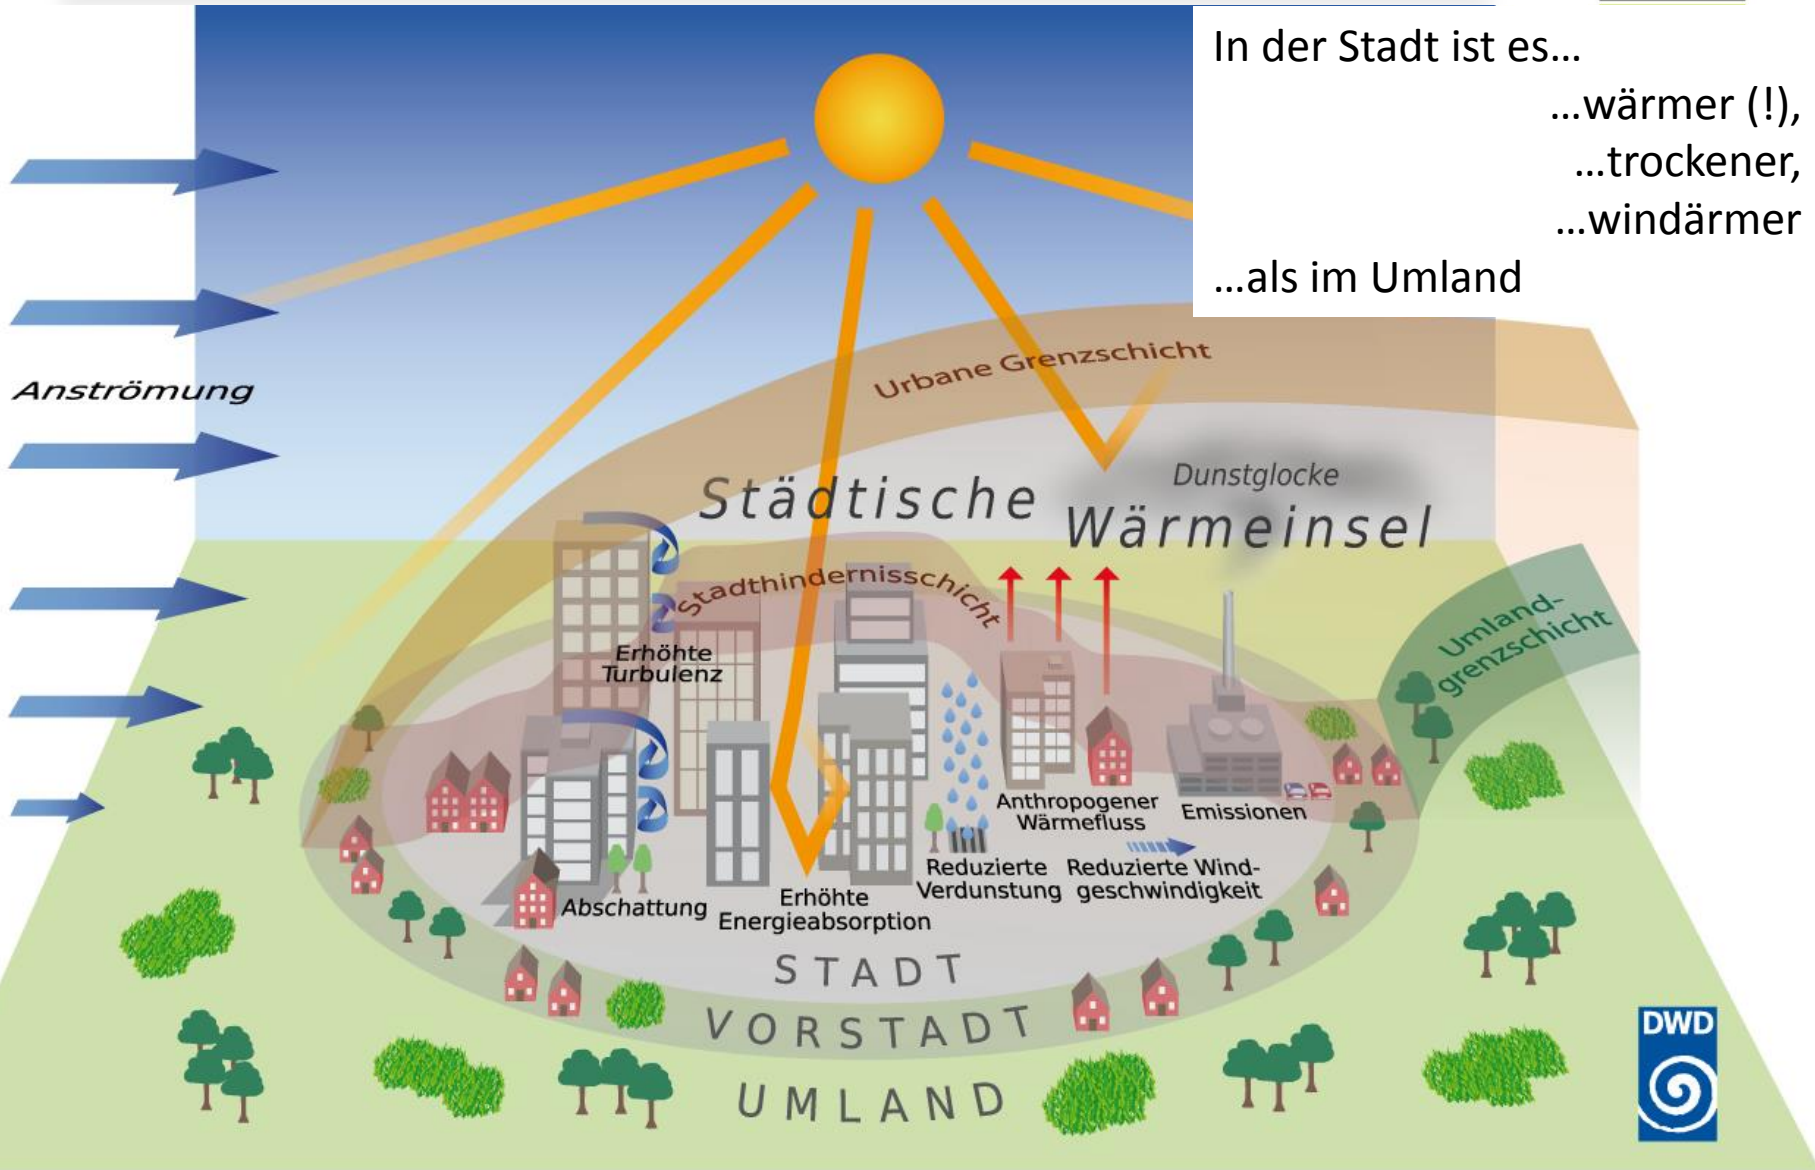 In der Stadt ist es...
...wärmer (!),
...trockener,
...windärmer
...als im Umland
Anströmung
Urbane Grenzschicht
Dunstglocke
Städtische
Wärmeinsel
Stadthindernisschicht
Umland-
grenzschicht
Erhöhte
Turbulenz
Anthropogener
Wärmefluss
Emissionen
Reduzierte
Verdunstung
Reduzierte Wind-
geschwindigkeit
Abschattung
Erhöhte
Energieabsorption
STADT
VORSTADT
UMLAND
DWD